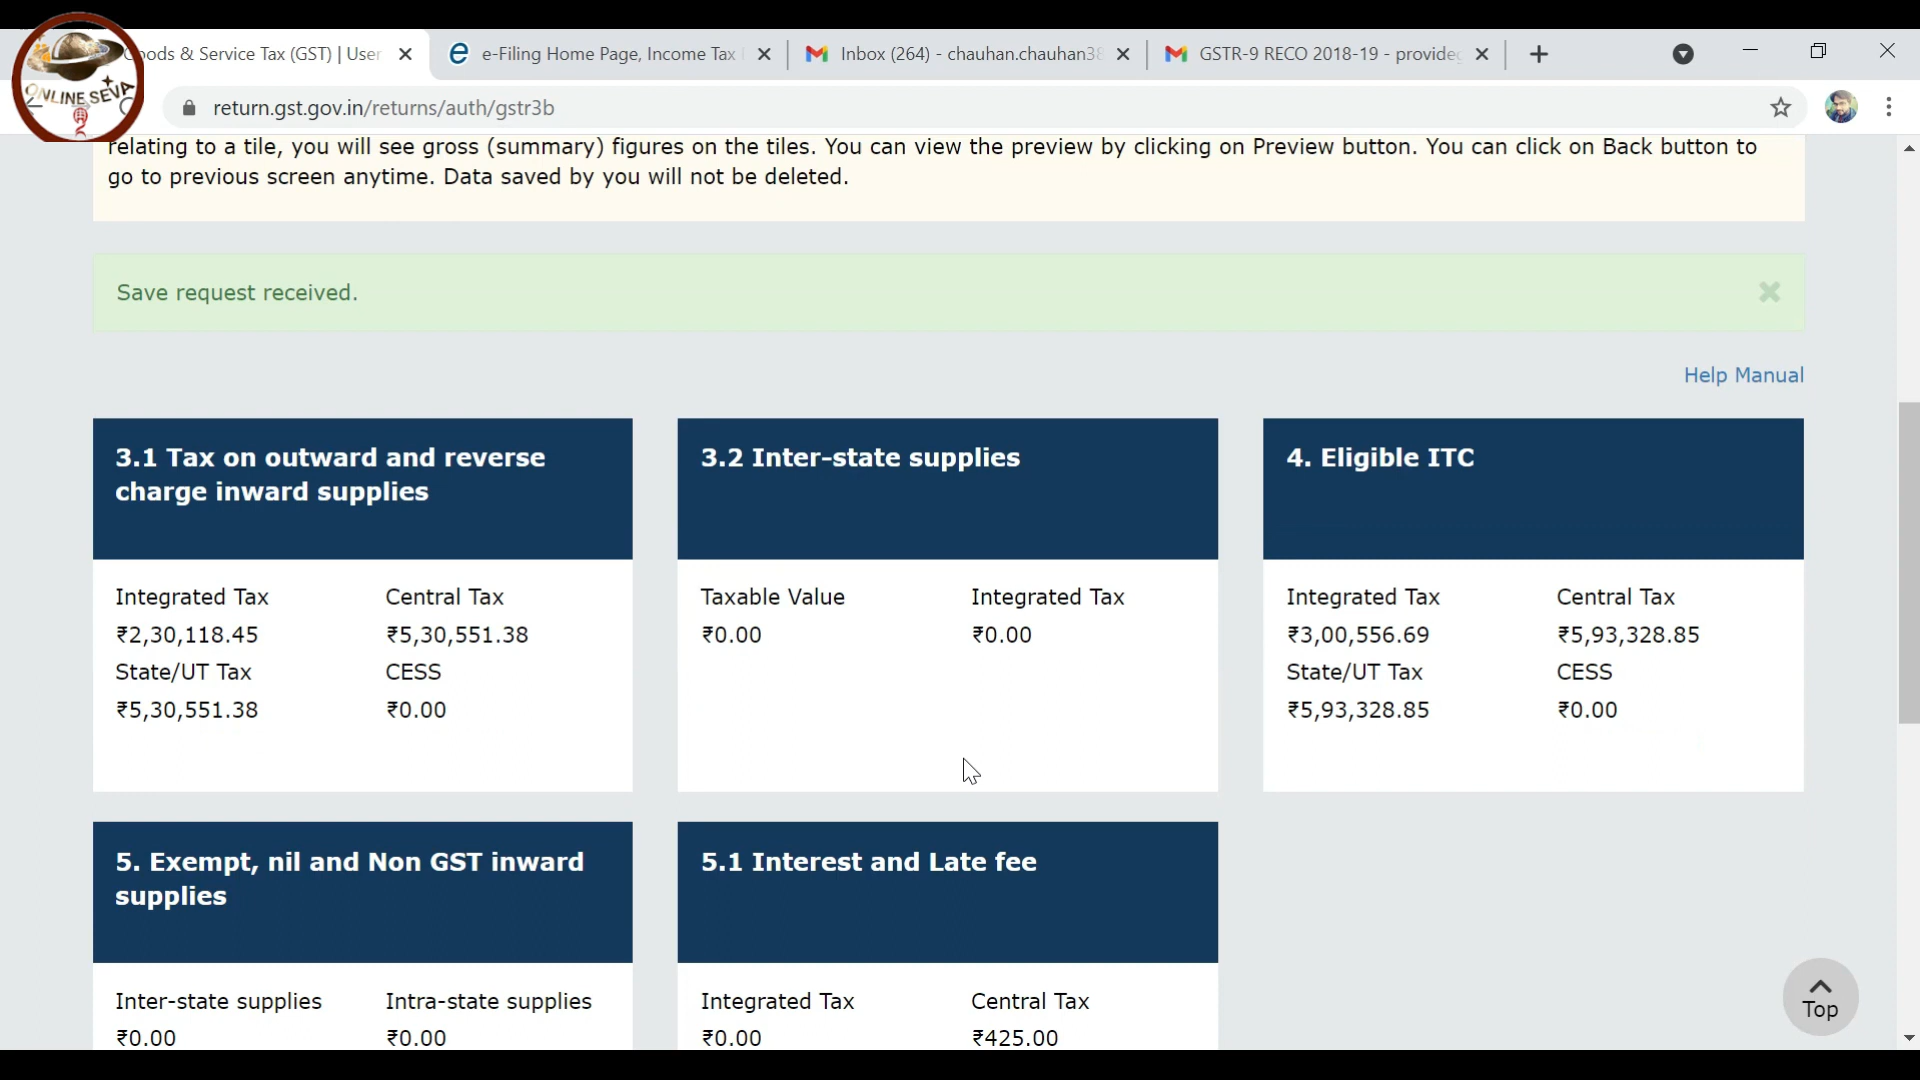 oods & Service Tax (GST) | User
e-Filing Home Page, Income Tax
Inbox (264) - chauhan.chauhan38
GSTR-9 RECO 2018-19 - provideg
ONLINE SEVA
return.gst.gov.in/returns/auth/gstr3b
relating to a tile, you will see gross (summary) figures on the tiles. You can view the preview by clicking on Preview button. You can click on Back button to
go to previous screen anytime. Data saved by you will not be deleted.
Save request received.
Help Manual
3.1 Tax on outward and reverse
charge inward supplies
3.2 Inter-state supplies
4. Eligible ITC
Integrated Tax Central Tax
₹2,30,118.45 ₹5,30,551.38
State/UT Tax CESS
₹5,30,551.38 ₹0.00
Taxable Value Integrated Tax
₹0.00 ₹0.00
Integrated Tax Central Tax
₹3,00,556.69 ₹5,93,328.85
State/UT Tax CESS
₹5,93,328.85 ₹0.00
5. Exempt, nil and Non GST inward
supplies
5.1 Interest and Late fee
Inter-state supplies Intra-state supplies
₹0.00 ₹0.00
Integrated Tax Central Tax
₹0.00 ₹425.00
Top